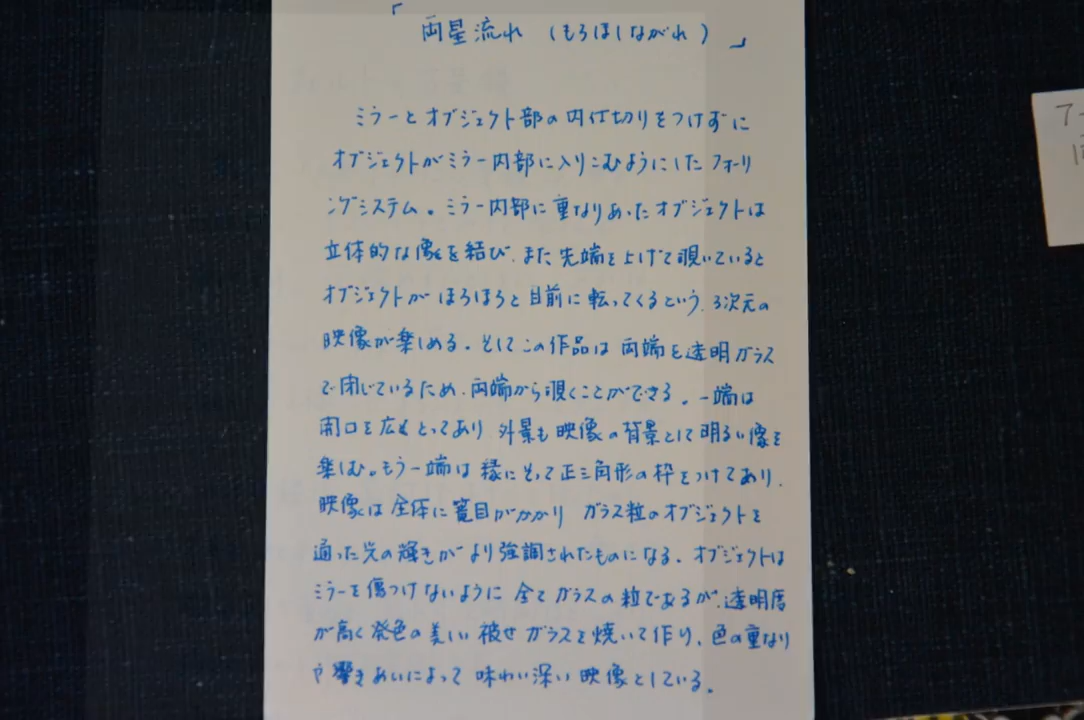 「両星流れ(もろほしながれ)」
ミラーとオブジェクト部の内仕切りをつけずに
オブジェクトがミラー内部に入りこむようにしたフォーリ
ングシステム。ミラー内部に重なりあったオブジェクトは
立体的な像を結び、また先端を上げて覗いていると
オブジェクトがほろほろと目前に転ってくるという、3次元の
映像が楽しめる。そしてこの作品は両端を透明ガラス
で閉じているため、両端から覗くことができる。一端は
開口を広くとってあり外景も映像の背景として明るい像を
楽しむ。もう一端は縁にそって正三角形の枠をつけてあり、
映像は全体に籠目がかかりガラス粒のオブジェクトを
通った光の輝きがより強調されたものになる。オブジェクトは
ミラーを傷つけないように全てガラスの粒であるが、透明度
が高く発色の美しい被せガラスを焼いて作り、色の重なり
や響きあいによって味わい深い映像としている。